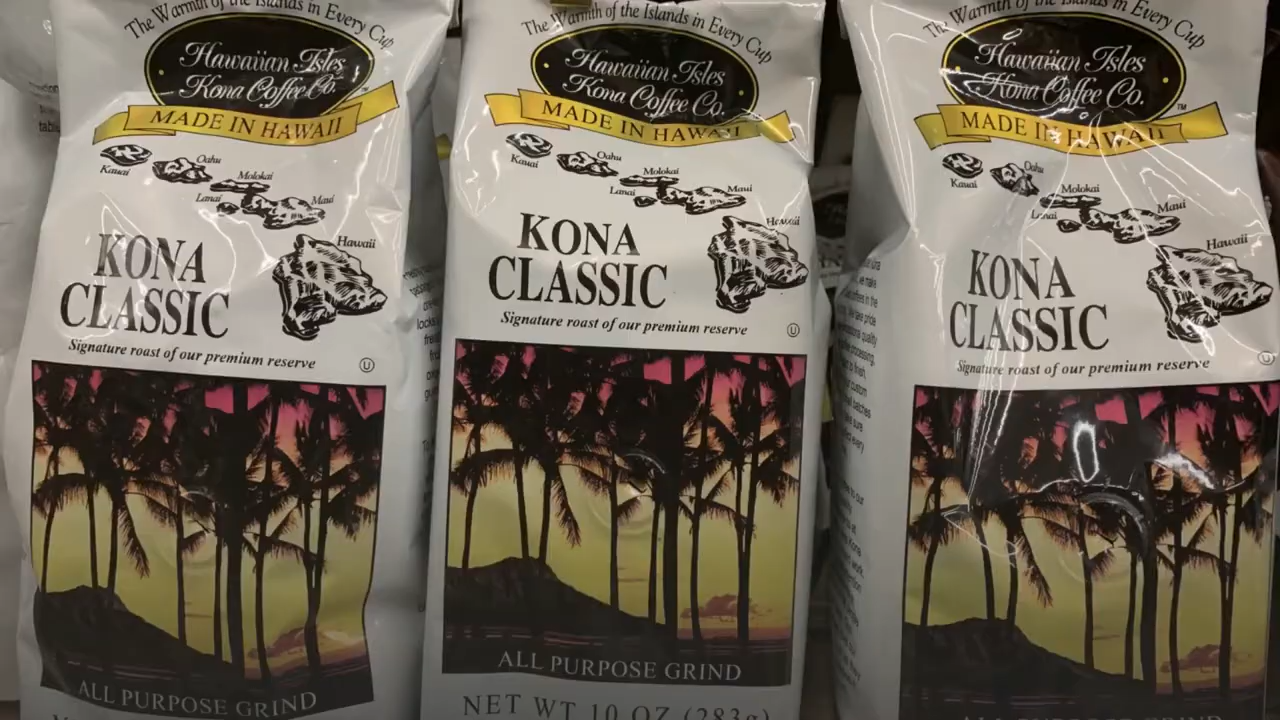 The Warmth of the Islands in Every Cup
Hawaiian Isles
Kona Coffee Co.
MADE IN HAWAII
Kauai
Oahu
Molokai
Lanai
Maui
Hawaii
KONA
CLASSIC
Signature roast of our premium reserve
U
ALL PURPOSE GRIND
The Warmth of the Islands in Every Cup
Hawaiian Isles
Kona Coffee Co.
MADE IN HAWAII
Kauai
Oahu
Molokai
Lanai
Maui
Hawaii
KONA
CLASSIC
Signature roast of our premium reserve
U
ALL PURPOSE GRIND
NET WT 10 OZ (283g)
The Warmth of the Islands in Every Cup
Hawaiian Isles
Kona Coffee Co.
TM
MADE IN HAWAII
Kauai
Oahu
Molokai
Lanai
Maui
Hawaii
KONA
CLASSIC
Signature roast of our premium reserve
U